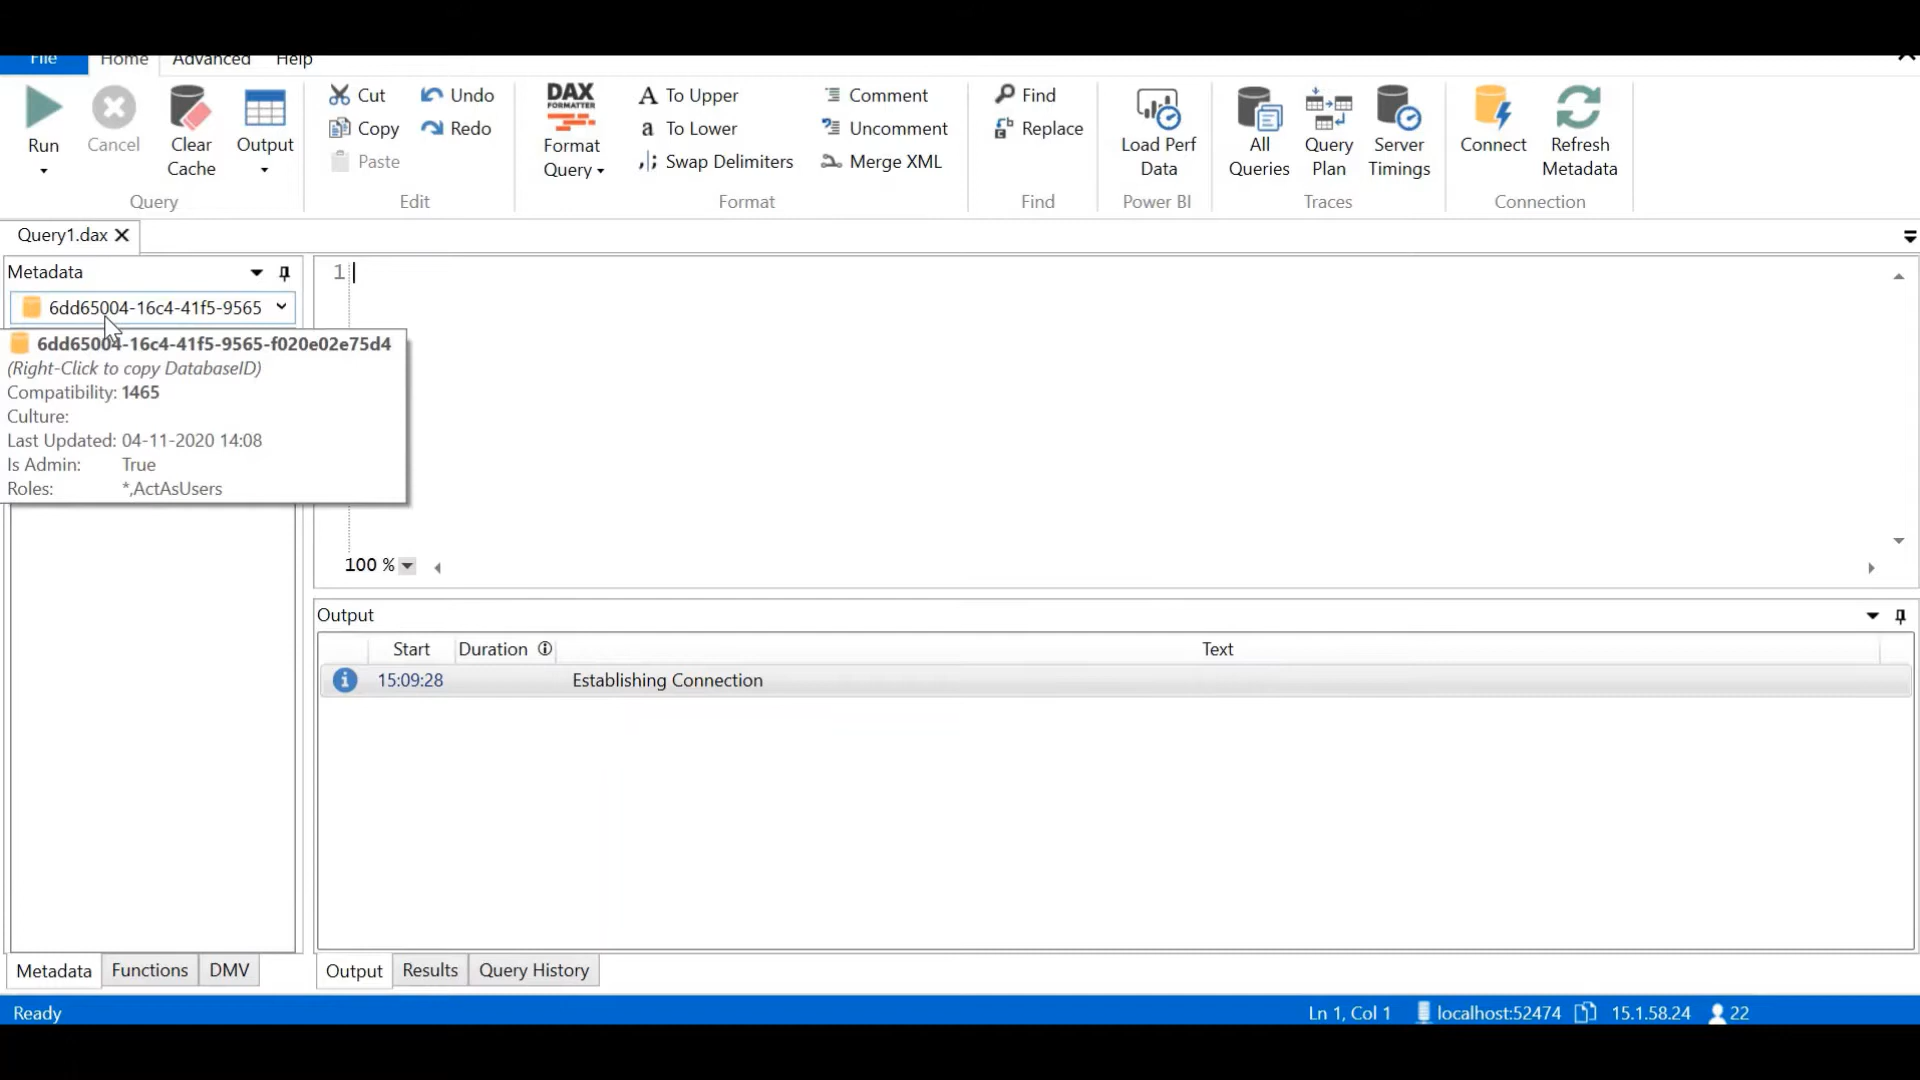 File Home Advanced Help
Run
Cancel
Clear
Cache
Output
Query
Cut
Copy
Paste
Undo
Redo
Edit
DAX
FORMATTER
Format
Query
A To Upper
a To Lower
Swap Delimiters
Comment
Uncomment
Merge XML
Format
Find
Replace
Find
Load Perf
Data
Power BI
All
Queries
Query
Plan
Server
Timings
Traces
Connect
Refresh
Metadata
Connection
Query1.dax
Metadata
6dd65004-16c4-41f5-9565
6dd65004-16c4-41f5-9565-f020e02e75d4
(Right-Click to copy DatabaseID)
Compatibility: 1465
Culture:
Last Updated: 04-11-2020 14:08
Is Admin: True
Roles: *,ActAsUsers
1
100 %
Output
Start Duration Text
15:09:28 Establishing Connection
Metadata Functions DMV
Output Results Query History
Ready Ln 1, Col 1 localhost:52474 15.1.58.24 22